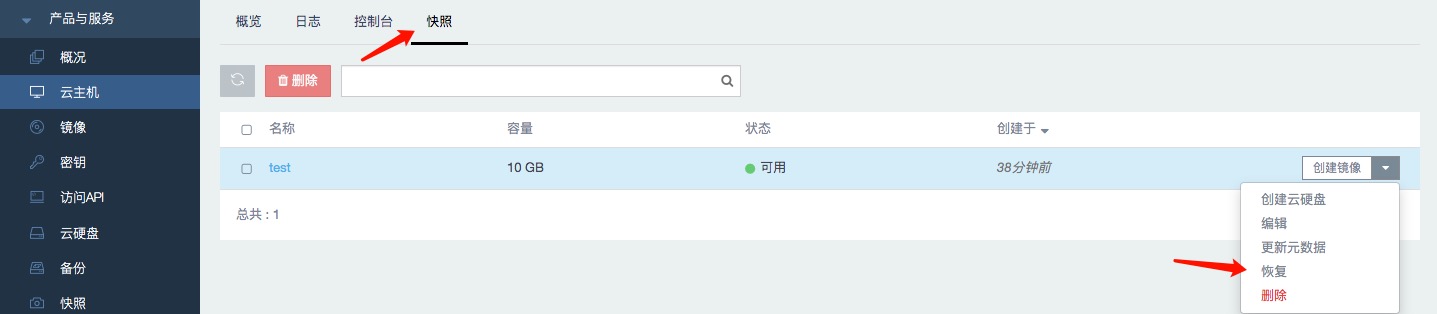 产品与服务
概况
云主机
镜像
密钥
访问API
云硬盘
备份
快照
概览 日志 控制台 快照
删除
名称 容量 状态 创建于
test 10 GB 可用 38分钟前 创建镜像
总共 : 1
创建云硬盘
编辑
更新元数据
恢复
删除